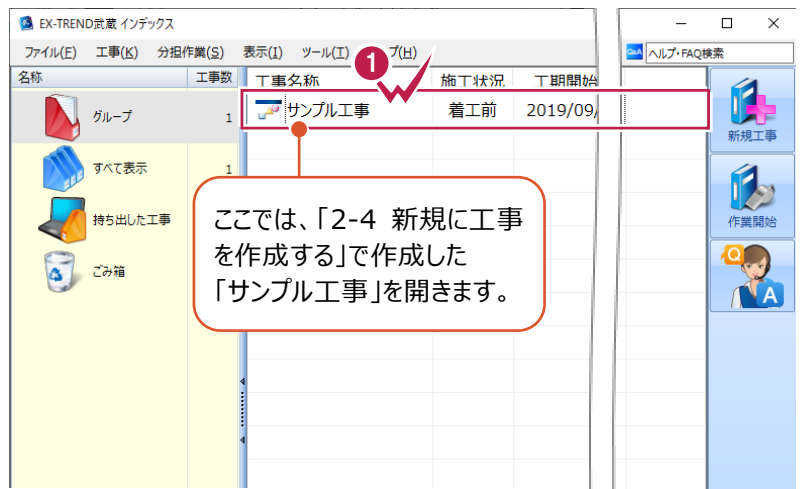 EX-TREND武蔵 インデックス
ファイル(F) 工事(K) 分担作業(S) 表示(I) ツール(T) プ(H)
ヘルプ・FAQ検索
名称 工事数 工事名称 施工状況 工期開始
グループ 1
1
サンプル工事 着工前 2019/09/
すべて表示 1
持ち出した工事
ごみ箱
ここでは、「2-4 新規に工事
を作成する」で作成した
「サンプル工事」を開きます。
新規工事
作業開始
Q
A